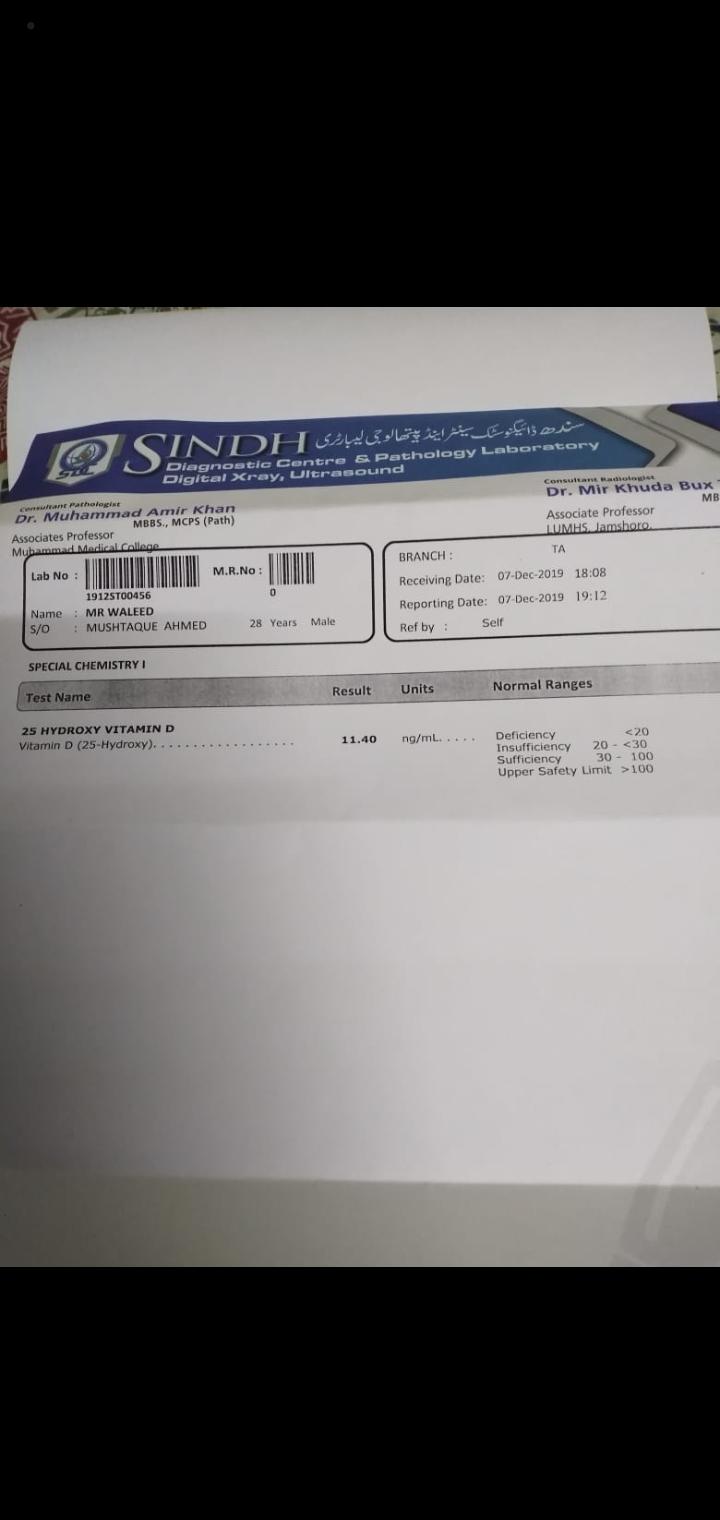 SINDH سندھ ڈائیگنوسٹک سینٹر اینڈ پیتھالوجی لیبارٹری
Diagnostic Centre & Pathology Laboratory
Digital Xray, Ultrasound
Consultant Pathologist
Dr. Muhammad Amir Khan
MBBS., MCPS (Path)
Associates Professor
Muhammad Medical College
Consultant Radiologist
Dr. Mir Khuda Bux
MB
Associate Professor
LUMHS, Jamshoro.
Lab No : M.R.No :
1912ST00456 0
Name : MR WALEED
S/O : MUSHTAQUE AHMED 28 Years Male
BRANCH : TA
Receiving Date: 07-Dec-2019 18:08
Reporting Date: 07-Dec-2019 19:12
Ref by : Self
SPECIAL CHEMISTRY I
Test Name Result Units Normal Ranges
25 HYDROXY VITAMIN D
Vitamin D (25-Hydroxy). . . . . . . . . . . . . . . . . . 11.40 ng/mL. . . . . Deficiency <20
Insufficiency 20 - <30
Sufficiency 30 - 100
Upper Safety Limit >100